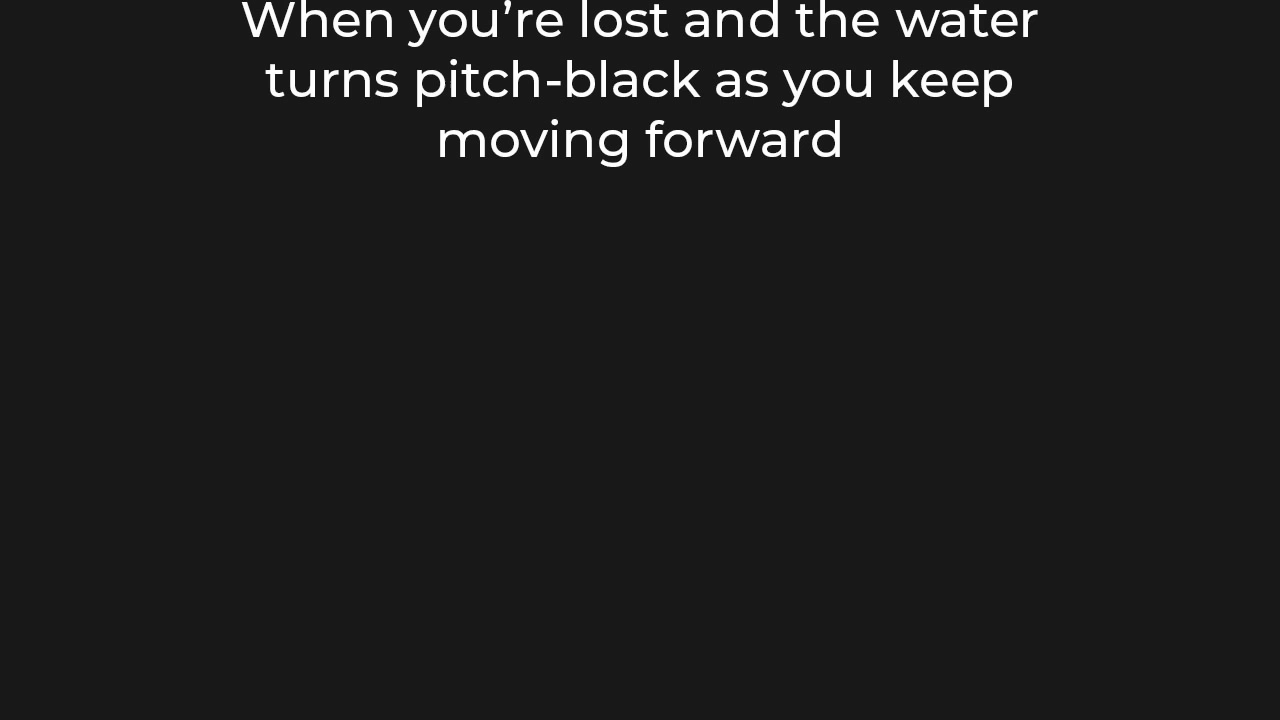 When you’re lost and the water
turns pitch-black as you keep
moving forward